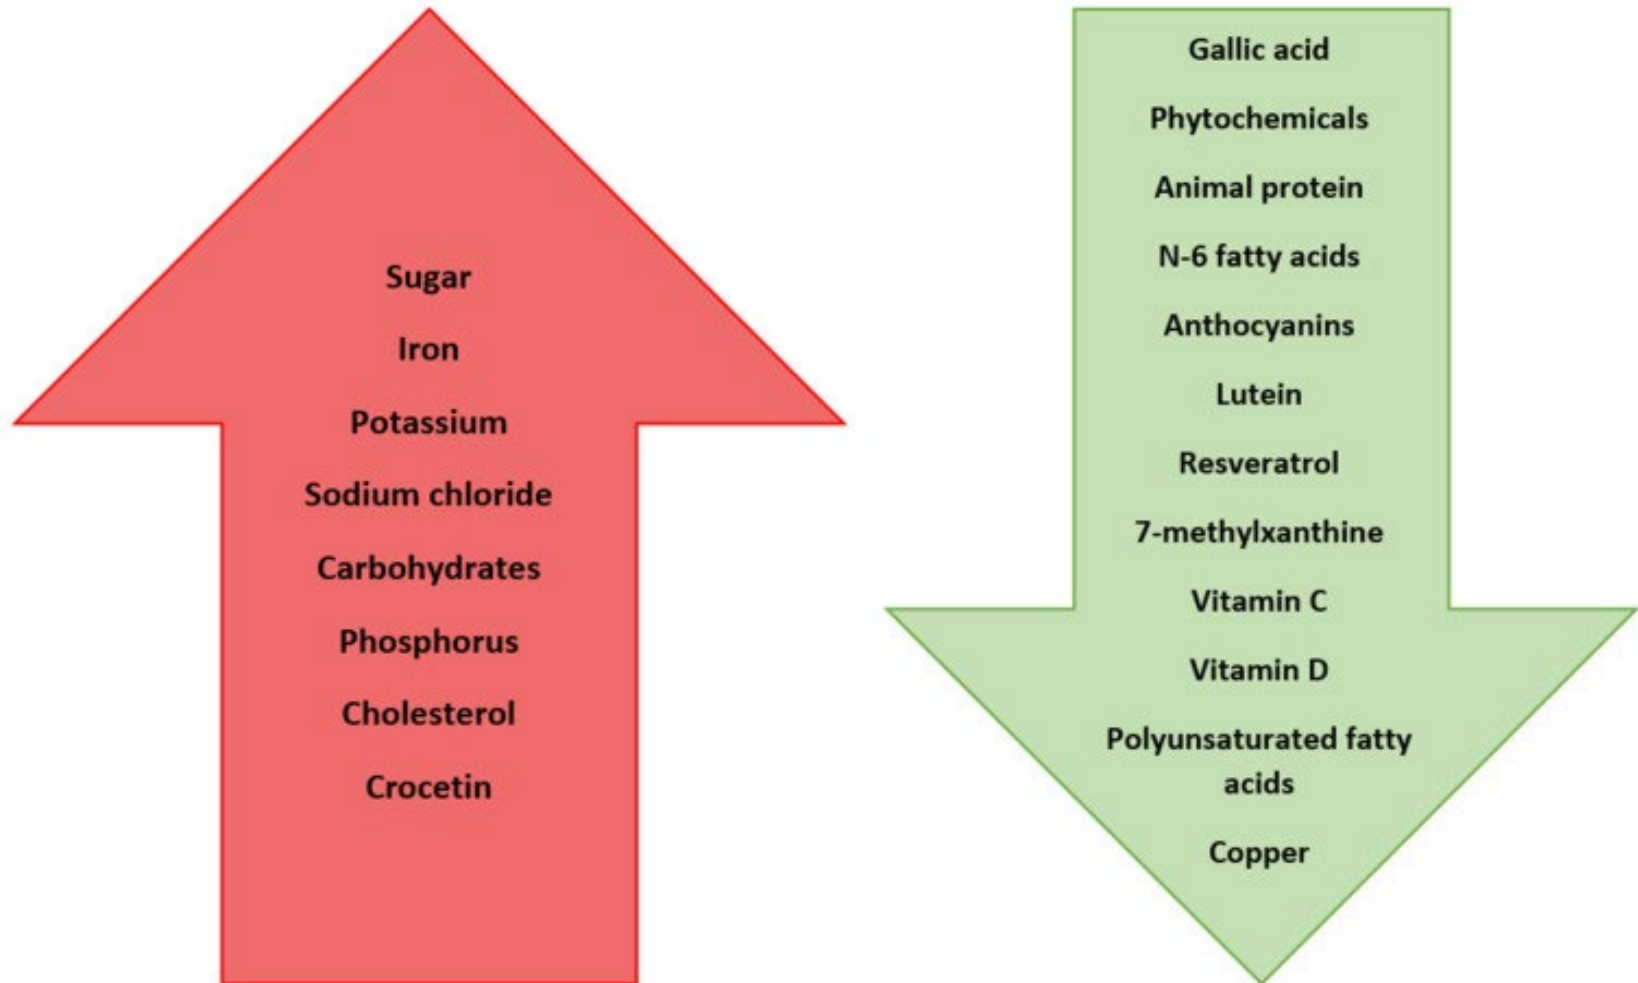 Sugar
Iron
Potassium
Sodium chloride
Carbohydrates
Phosphorus
Cholesterol
Crocetin
Gallic acid
Phytochemicals
Animal protein
N-6 fatty acids
Anthocyanins
Lutein
Resveratrol
7-methylxanthine
Vitamin C
Vitamin D
Polyunsaturated fatty
acids
Copper